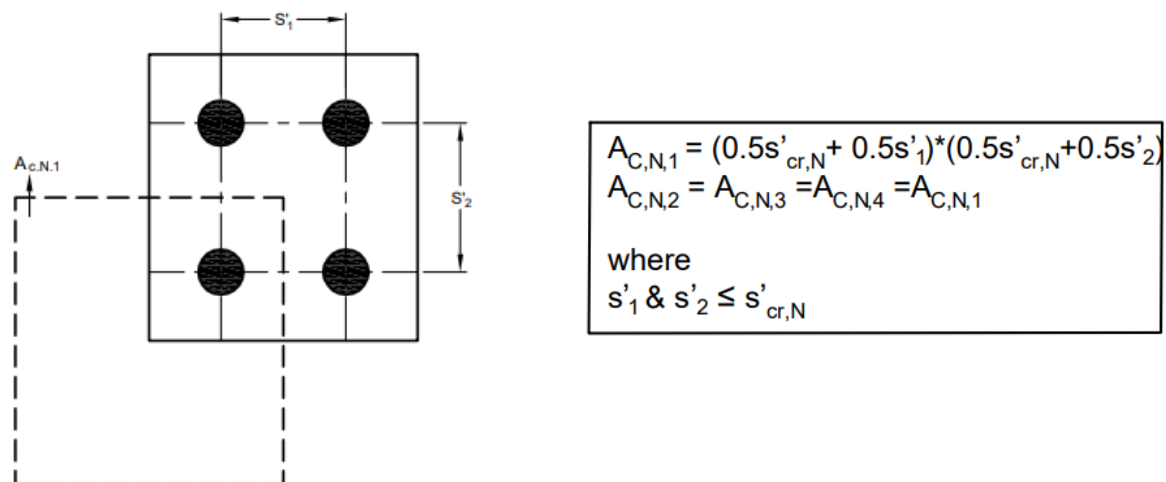 S'1
Ac.N.1
S'2
AC,N,1 = (0.5s'cr,N+ 0.5s'1)*(0.5s'cr,N+0.5s'2)
AC,N,2 = AC,N,3 =AC,N,4 =AC,N,1
where
s'1 & s'2 ≤ s'cr,N